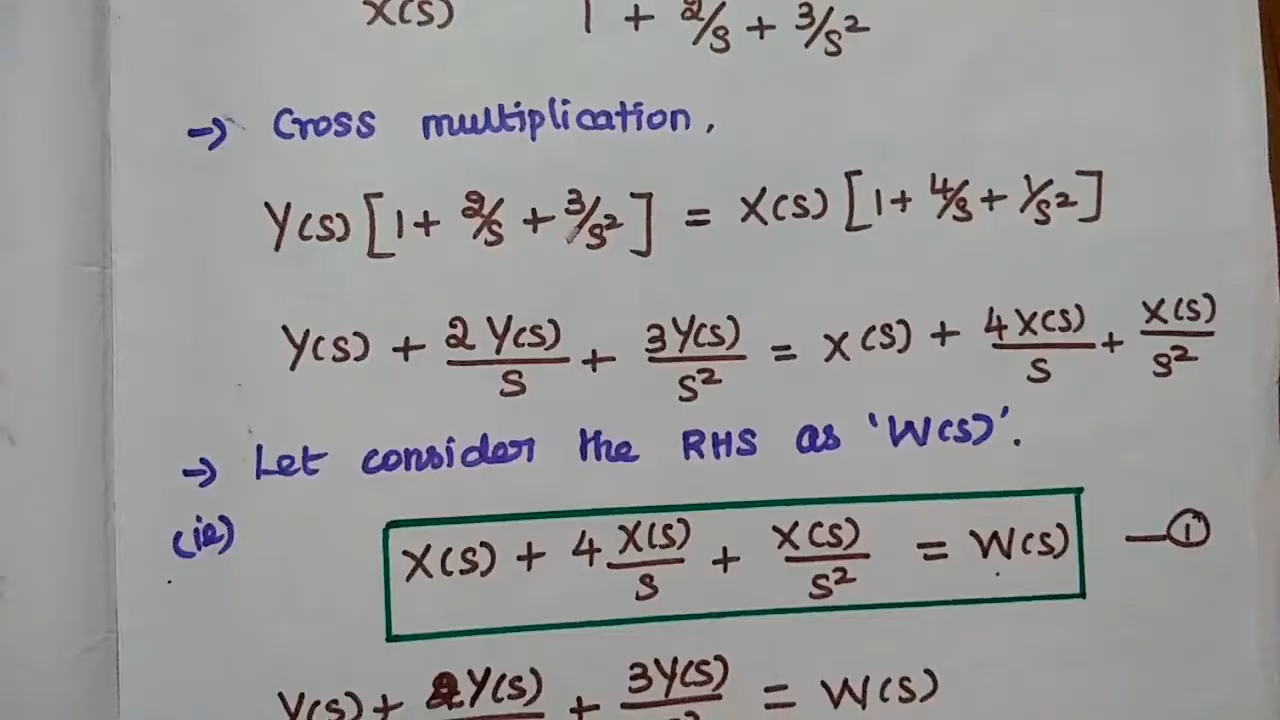 X(S) 1 + 2/S + 3/S²
→ Cross multiplication,
Y(S) [1 + 2/S + 3/S²] = X(S) [1 + 4/S + 1/S²]
Y(S) + 2Y(S)/S + 3Y(S)/S² = X(S) + 4X(S)/S + X(S)/S²
→ Let consider the RHS as 'W(S)'.
(ie) X(S) + 4 X(S)/S + X(S)/S² = W(S) —①
Y(S) + 2Y(S) + 3Y(S) = W(S)